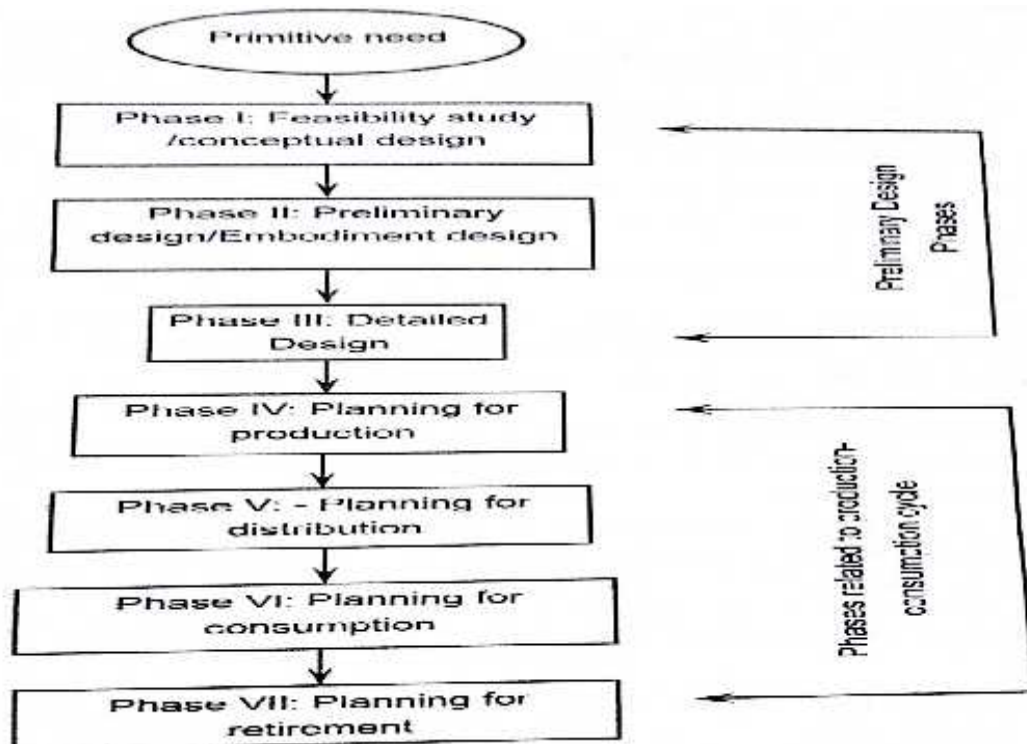 Primitive need
Phase I: Feasibility study
/conceptual design
Phase II: Preliminary
design/Embodiment design
Phase III: Detailed
Design
Phase IV: Planning for
production
Phase V: - Planning for
distribution
Phase VI: Planning for
consumption
Phase VII: Planning for
retirement
Preliminary Design
Phases
Phases related to production-
consumption cycle